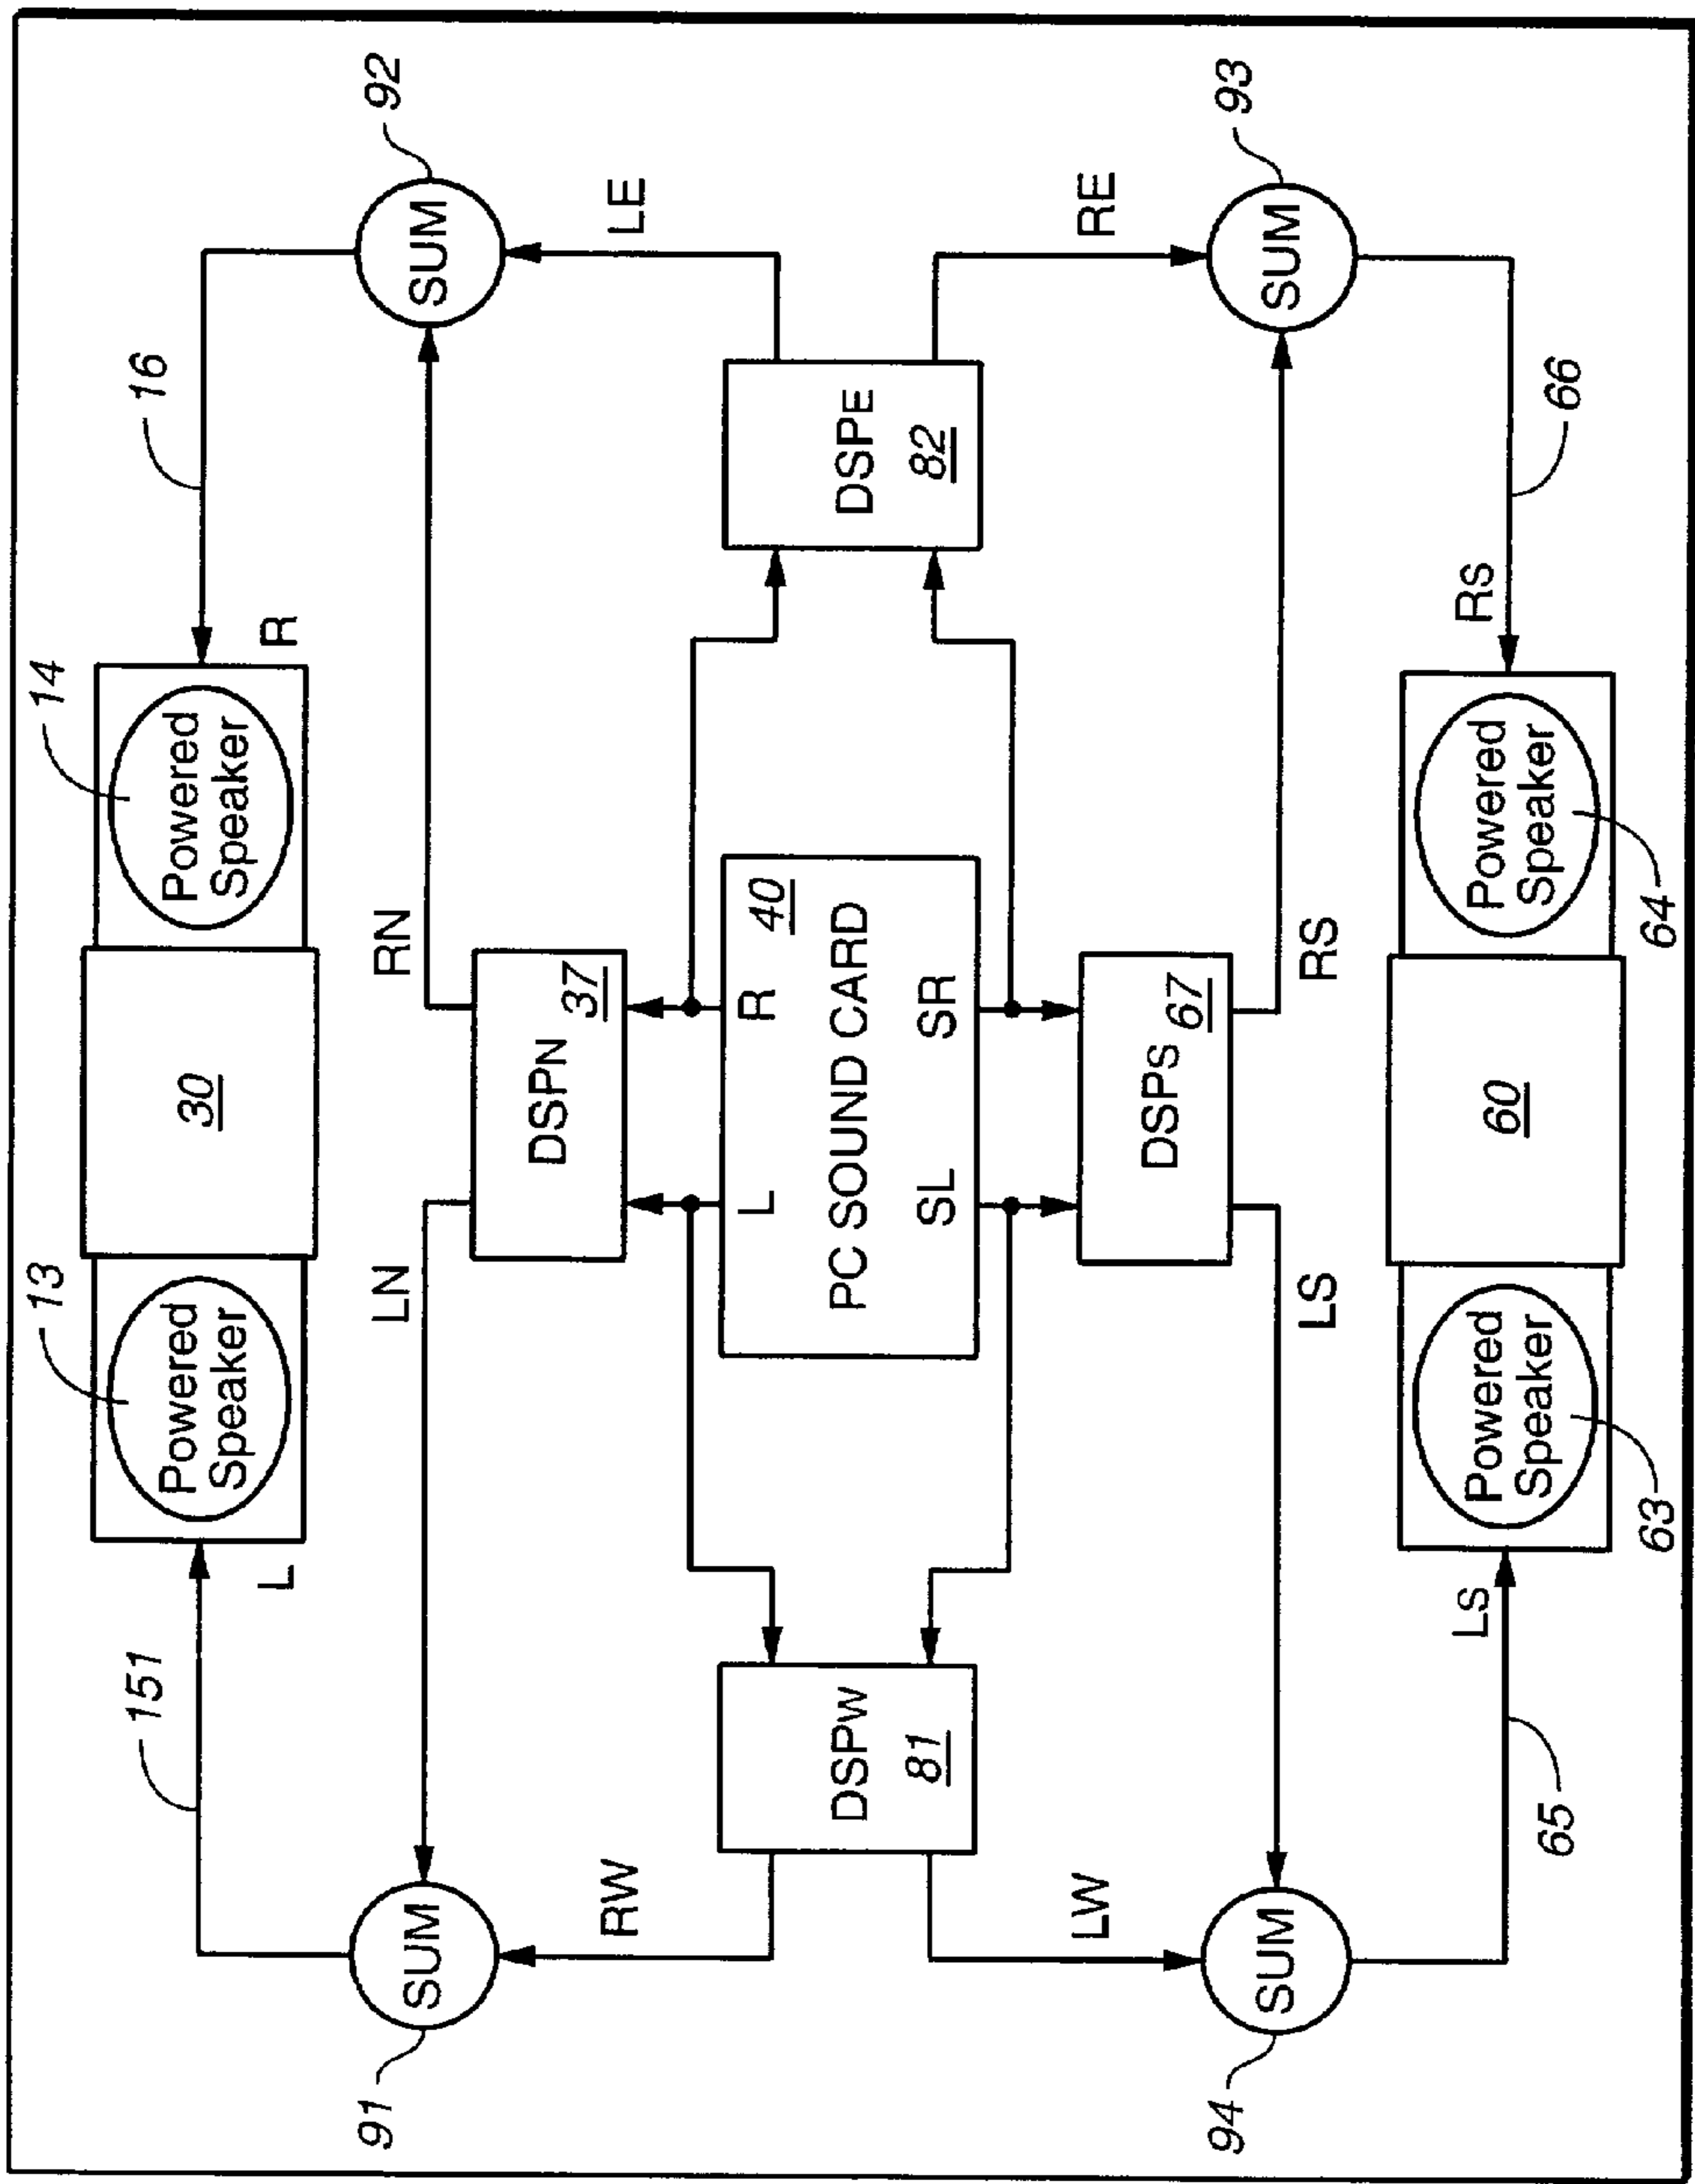 13
14
151
16
Powered
Speaker
30
Powered
Speaker
L
R
91
92
SUM
LN
RN
SUM
DSPN
37
RW
LE
L
R
40
PC SOUND CARD
SL
SR
DSPW
81
DSPE
82
LW
RE
DSPS
67
94
93
SUM
LS
RS
SUM
LS
RS
65
66
Powered
Speaker
60
Powered
Speaker
63
64